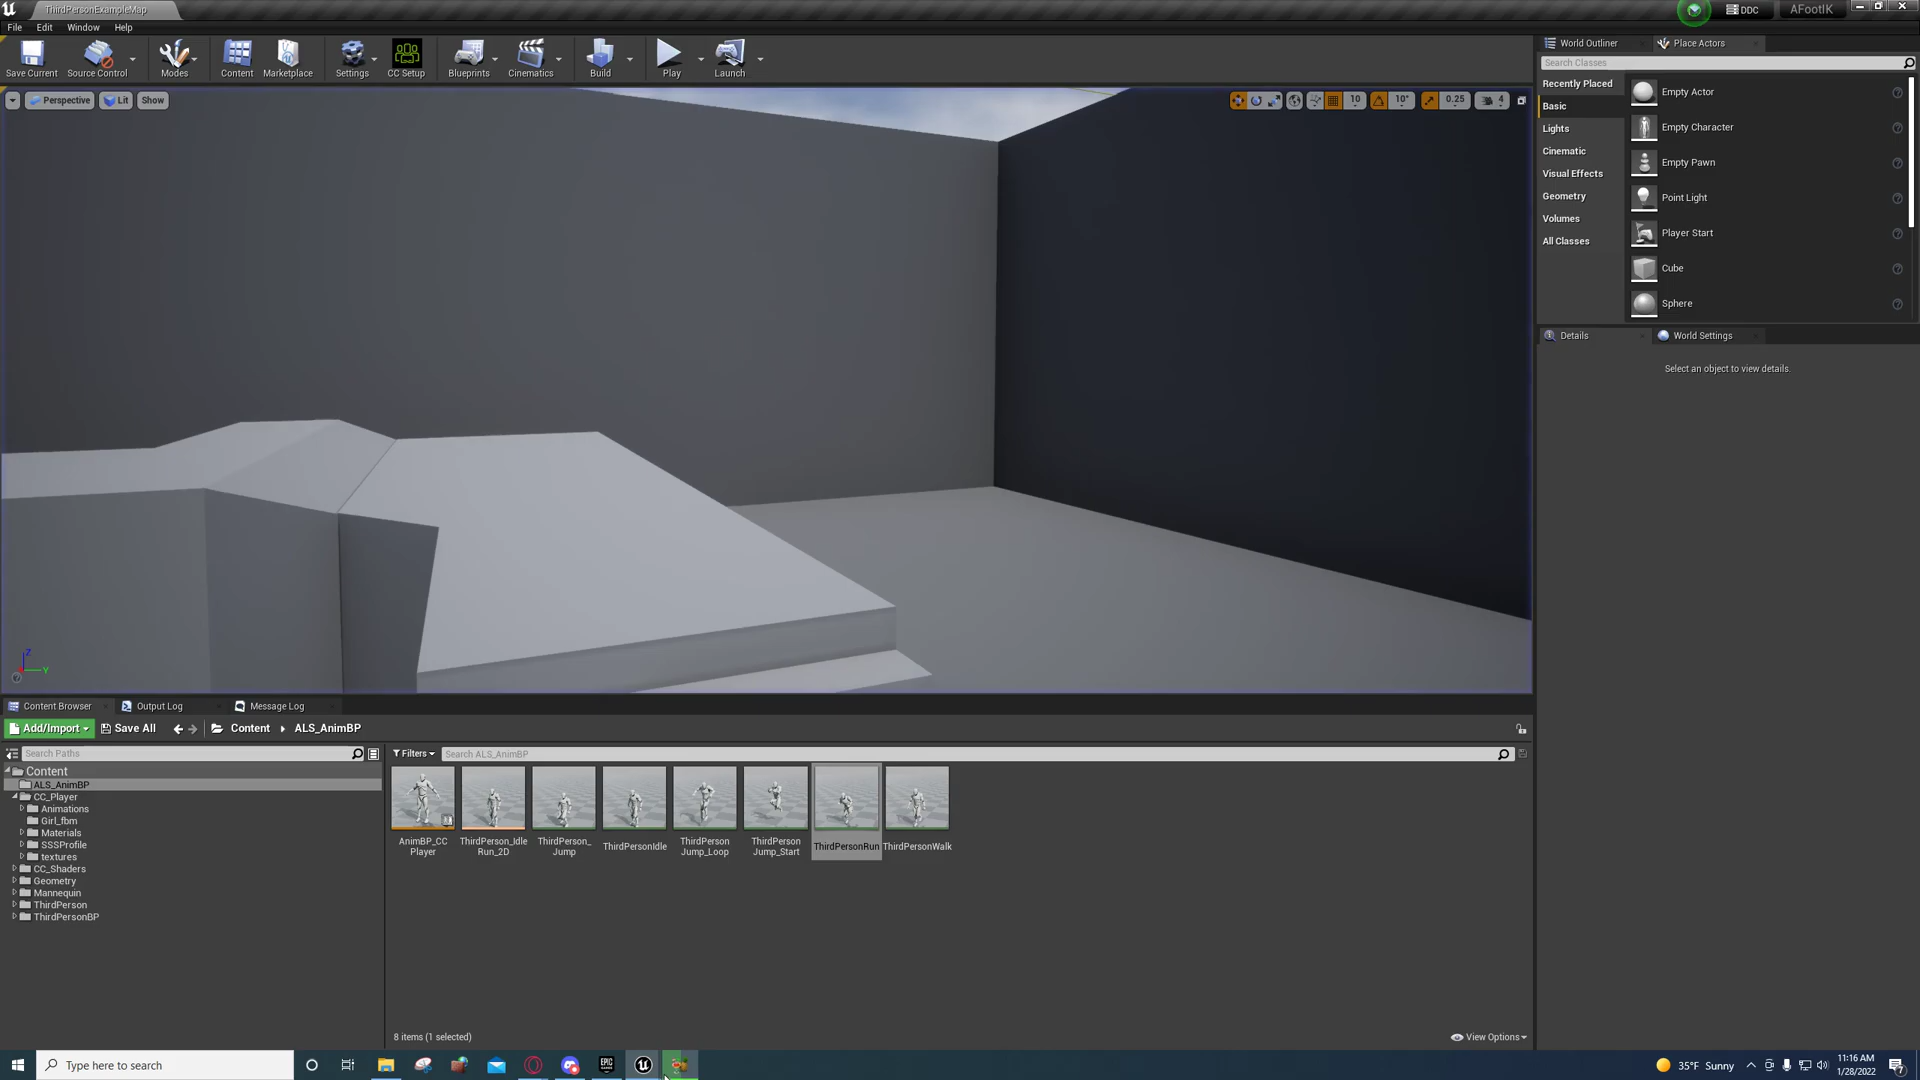 ThirdPersonExampleMap
DDC
AFootIK
File Edit Window Help
Save Current
Source Control
Modes
Content
Marketplace
Settings
CC Setup
Blueprints
Cinematics
Build
Play
Launch
Perspective
Lit
Show
10
10°
0.25
4
World Outliner
Place Actors
Search Classes
Recently Placed
Basic
Lights
Cinematic
Visual Effects
Geometry
Volumes
All Classes
Empty Actor
Empty Character
Empty Pawn
Point Light
Player Start
Cube
Sphere
Details
World Settings
Select an object to view details.
Z
Y
Content Browser
Output Log
Message Log
Add/Import
Save All
Content
ALS_AnimBP
Search Paths
Filters
Search ALS_AnimBP
Content
ALS_AnimBP
CC_Player
Animations
Girl_fbm
Materials
SSSProfile
textures
CC_Shaders
Geometry
Mannequin
ThirdPerson
ThirdPersonBP
AnimBP_CC
Player
ThirdPerson_Idle
Run_2D
ThirdPerson_
Jump
ThirdPersonIdle
ThirdPerson
Jump_Loop
ThirdPerson
Jump_Start
ThirdPersonRun
ThirdPersonWalk
8 items (1 selected)
View Options
Type here to search
EPIC
GAMES
35°F Sunny
11:16 AM
1/28/2022
7